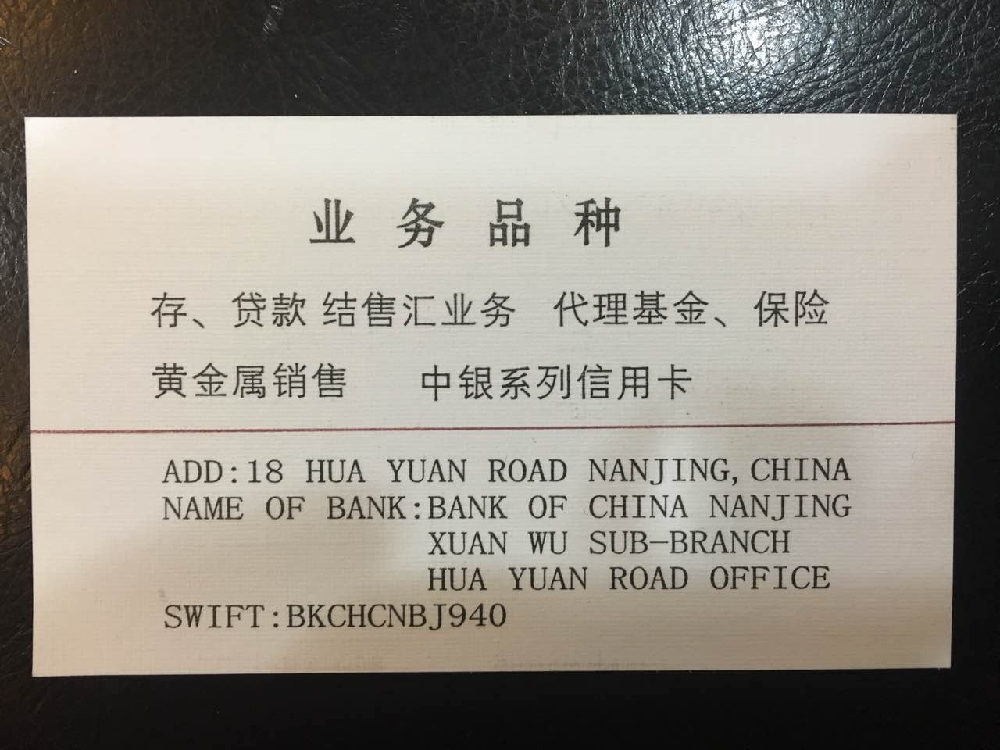 业务品种
存、贷款 结售汇业务 代理基金、保险
黄金属销售 中银系列信用卡
ADD:18 HUA YUAN ROAD NANJING,CHINA
NAME OF BANK:BANK OF CHINA NANJING
XUAN WU SUB-BRANCH
HUA YUAN ROAD OFFICE
SWIFT:BKCHCNBJ940